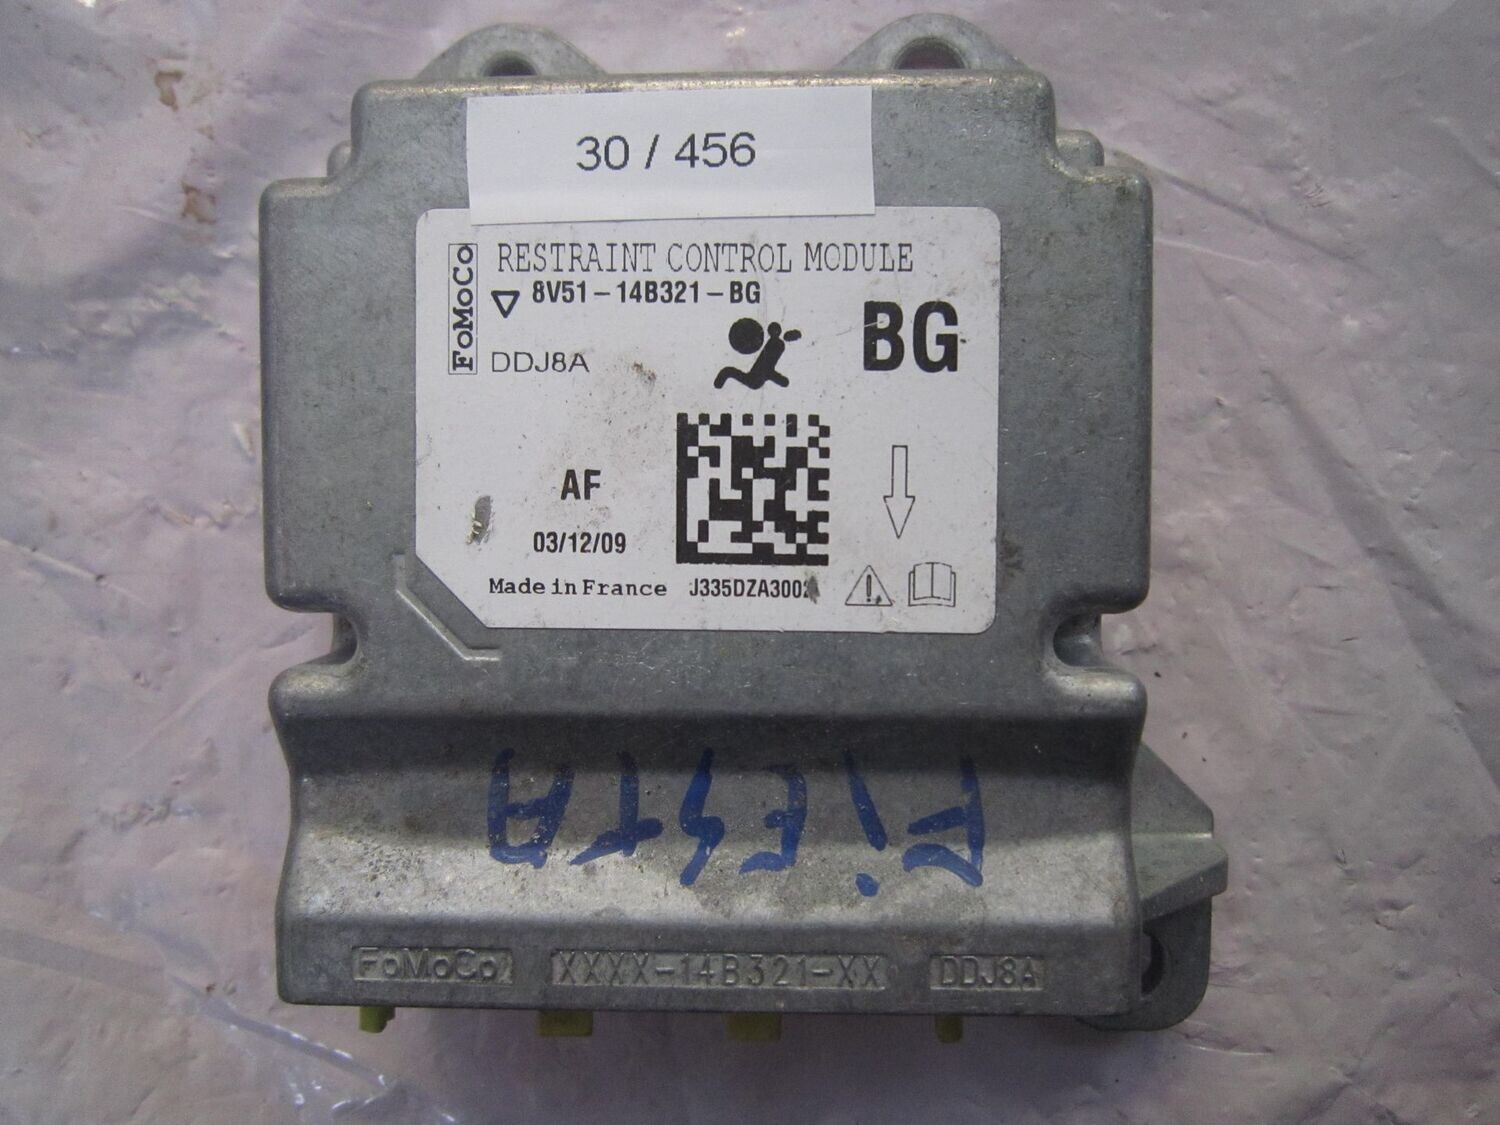 30 / 456
FoMoCo
RESTRAINT CONTROL MODULE
8V51-14B321-BG
BG
DDJ8A
AF
03/12/09
Made in France
FiESTA
FoMoCo
XXXX-14B321-XX
DDJ8A